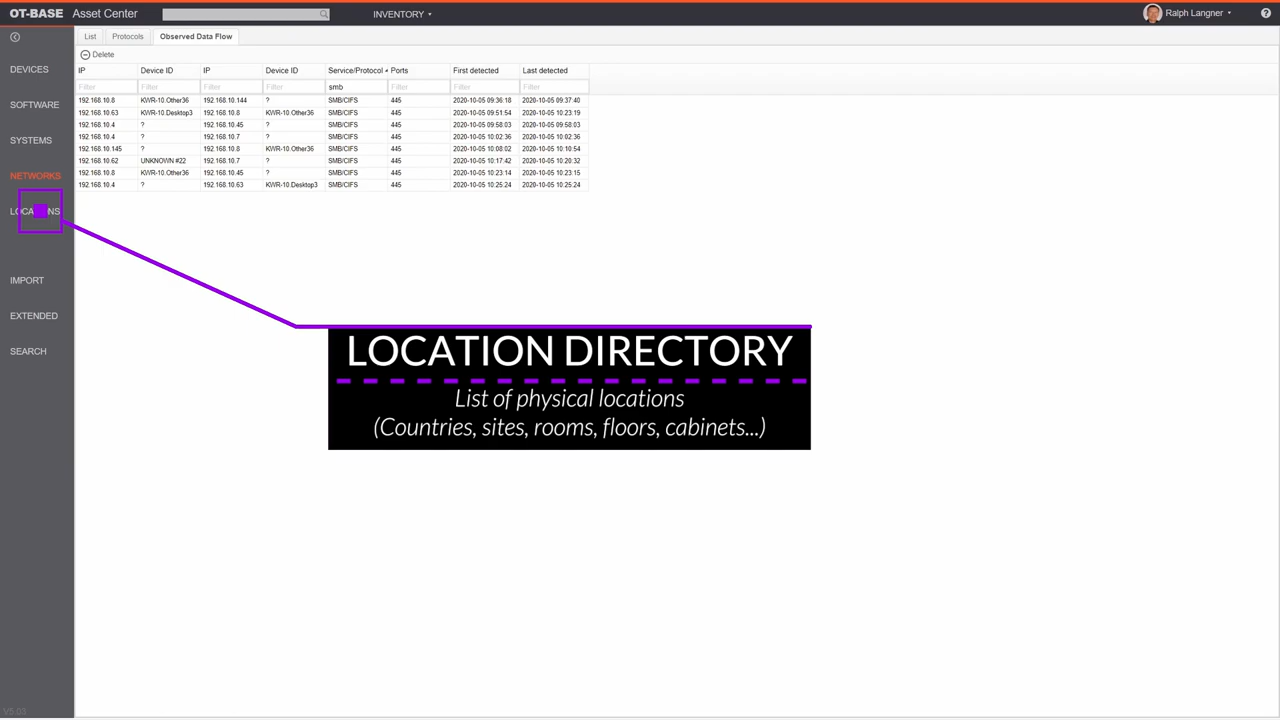 OT-BASE Asset Center
INVENTORY
Ralph Langner
?
List Protocols Observed Data Flow
Delete
IP Device ID IP Device ID Service/Protocol Ports First detected Last detected
Filter Filter Filter Filter smb Filter Filter Filter
192.168.10.8 KWR-10.Other36 192.168.10.144 ? SMB/CIFS 445 2020-10-05 09:36:18 2020-10-05 09:37:40
192.168.10.63 KWR-10.Desktop3 192.168.10.8 KWR-10.Other36 SMB/CIFS 445 2020-10-05 09:51:54 2020-10-05 10:23:19
192.168.10.4 ? 192.168.10.45 ? SMB/CIFS 445 2020-10-05 09:58:03 2020-10-05 09:58:03
192.168.10.4 ? 192.168.10.7 ? SMB/CIFS 445 2020-10-05 10:02:36 2020-10-05 10:02:36
192.168.10.145 ? 192.168.10.8 KWR-10.Other36 SMB/CIFS 445 2020-10-05 10:08:02 2020-10-05 10:10:54
192.168.10.62 UNKNOWN #22 192.168.10.7 ? SMB/CIFS 445 2020-10-05 10:17:42 2020-10-05 10:20:32
192.168.10.8 KWR-10.Other36 192.168.10.45 ? SMB/CIFS 445 2020-10-05 10:23:14 2020-10-05 10:23:15
192.168.10.4 ? 192.168.10.63 KWR-10.Desktop3 SMB/CIFS 445 2020-10-05 10:25:24 2020-10-05 10:25:24
DEVICES
SOFTWARE
SYSTEMS
NETWORKS
LOCATIONS
IMPORT
EXTENDED
SEARCH
LOCATION DIRECTORY
List of physical locations
(Countries, sites, rooms, floors, cabinets...)